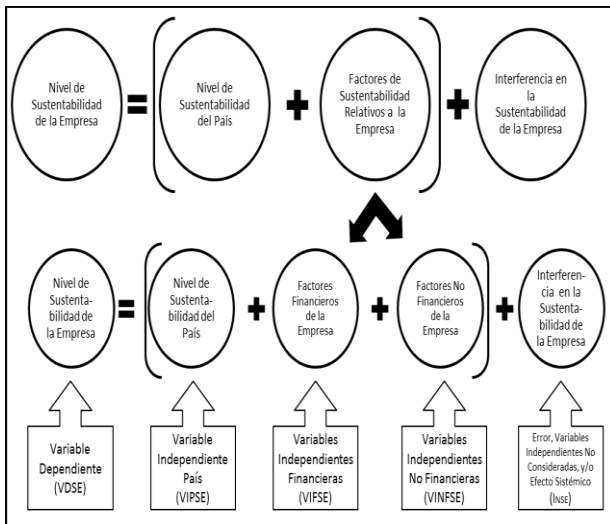 Nivel de
Sustentabilidad
de la Empresa
=
Nivel de
Sustentabilidad
del País
+
Factores de
Sustentabilidad
Relativos a la
Empresa
+
Interferencia en
la
Sustentabilidad
de la Empresa
Nivel de
Sustenta-
bilidad de
la Empresa
=
Nivel de
Sustenta-
bilidad del
País
+
Factores
Financieros
de la
Empresa
+
Factores No
Financieros
de la
Empresa
+
Interferen-
cia en la
Sustenta-
bilidad de
la Empresa
Variable
Dependiente
(VDSE)
Variable
Independiente
País
(VIPSE)
Variables
Independientes
Financieras
(VIFSE)
Variables
Independientes
No Financieras
(VINFSE)
Error, Variables
Independientes No
Consideradas, y/o
Efecto Sistémico
(INSE)